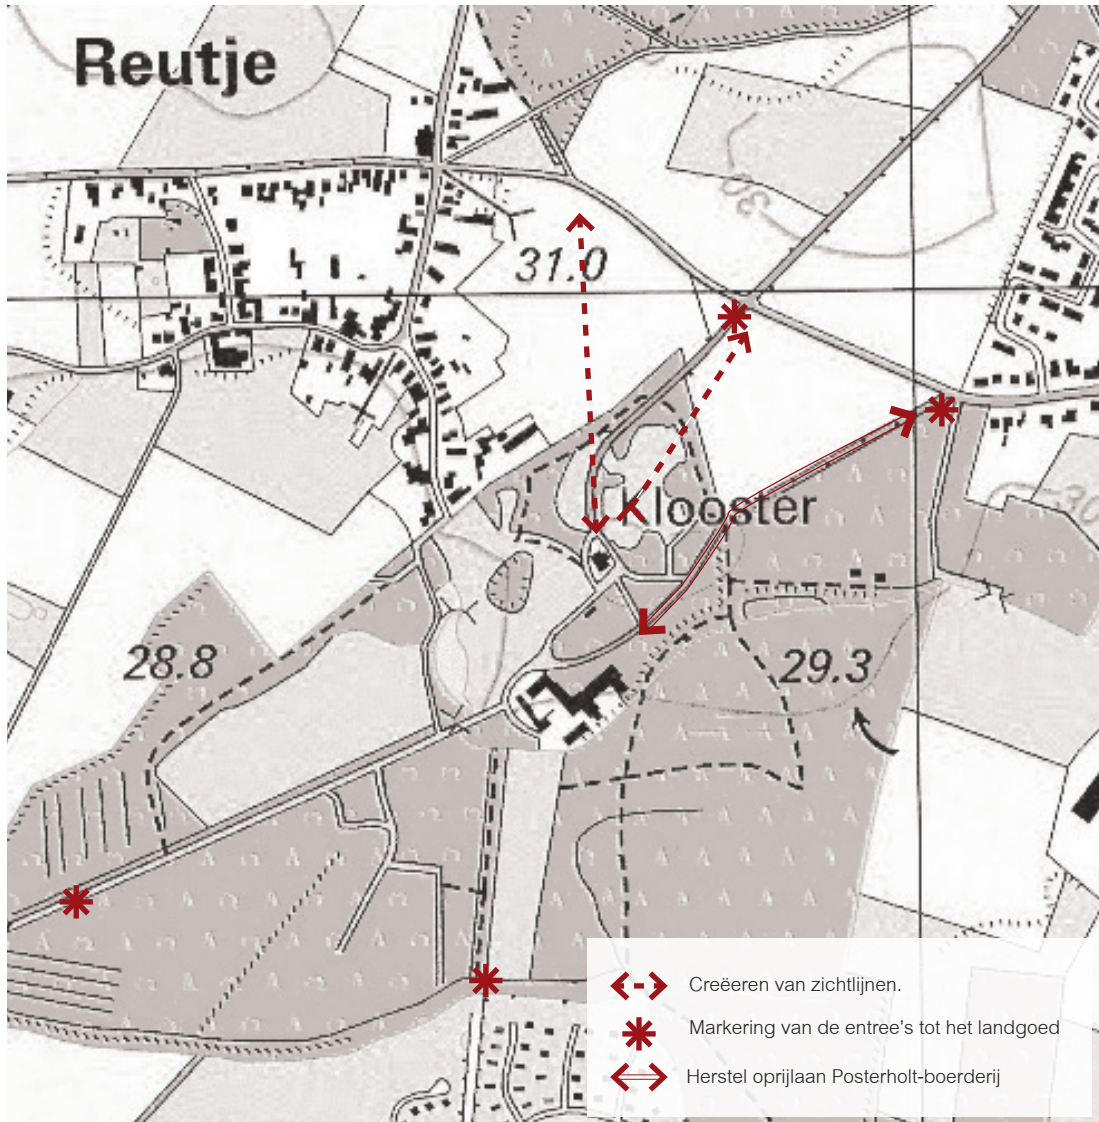 Reutje
30
31.0
Klooster
30
28.8
29.3
Creëeren van zichtlijnen.
Markering van de entree's tot het landgoed
Herstel oprijlaan Posterholt-boerderij